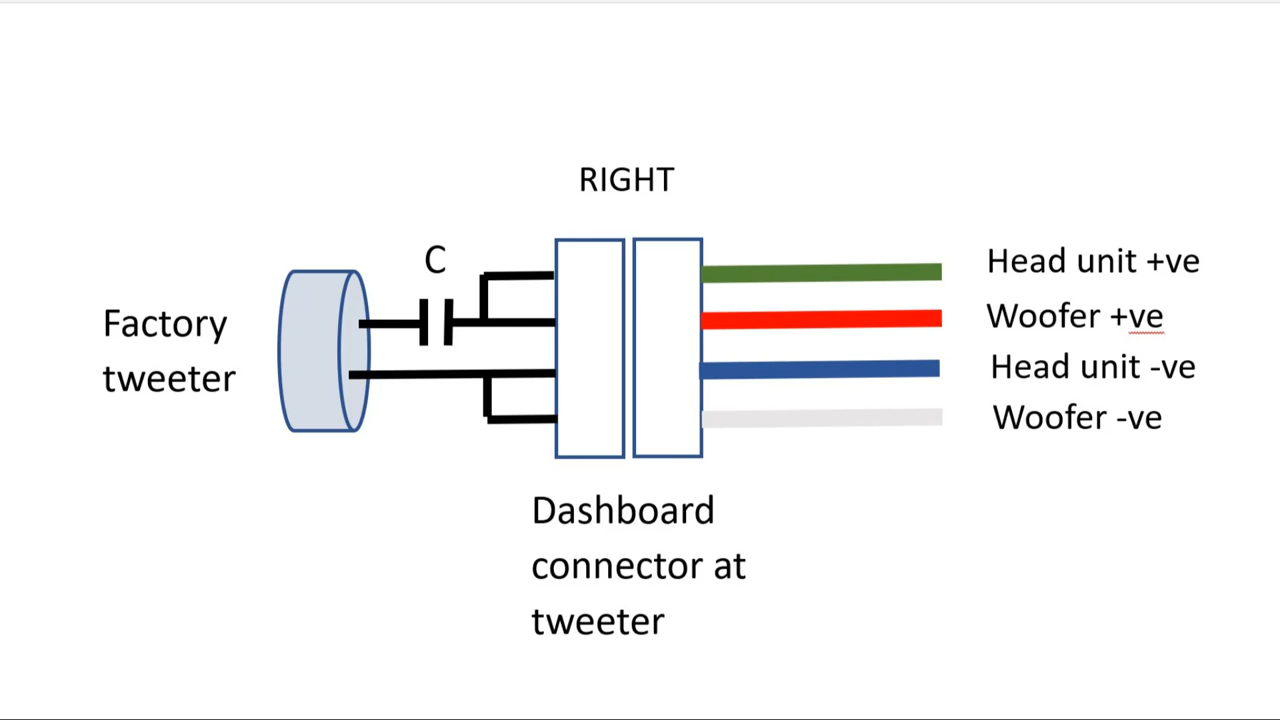 RIGHT
C
Factory
tweeter
Head unit +ve
Woofer +ve
Head unit -ve
Woofer -ve
Dashboard
connector at
tweeter